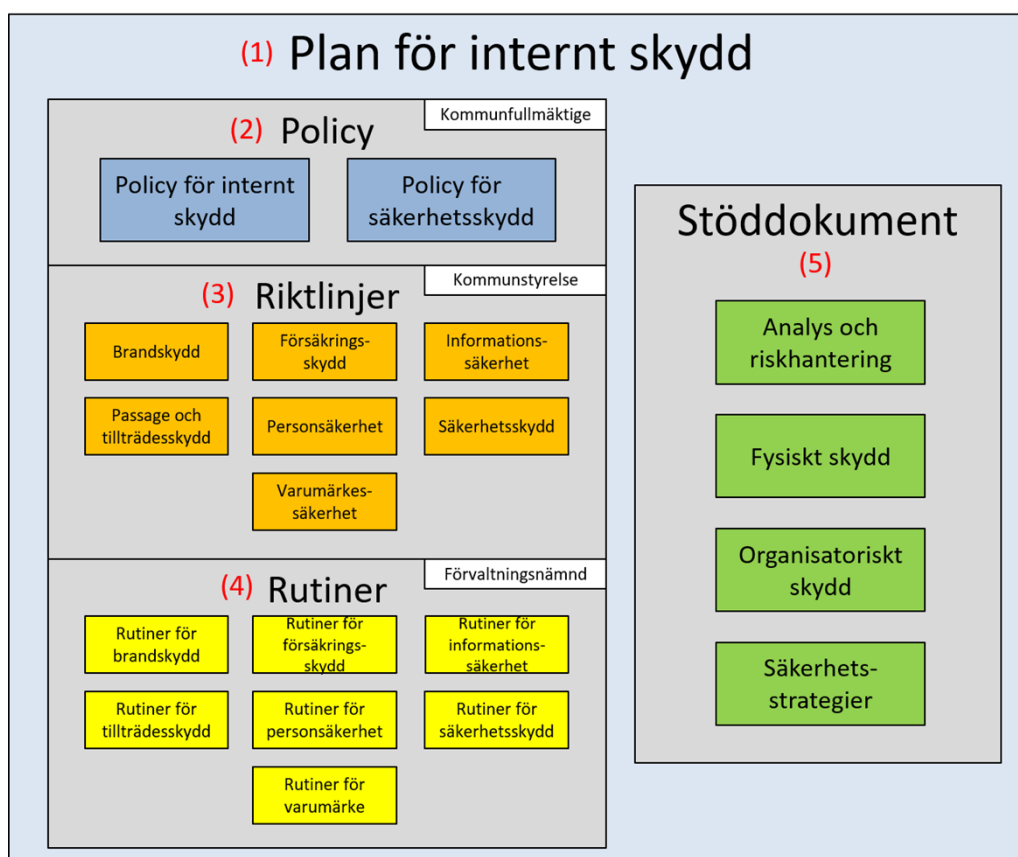 (1) Plan för internt skydd
Kommunfullmäktige
(2) Policy
Policy för internt
skydd
Policy för
säkerhetsskydd
Kommunstyrelse
(3) Riktlinjer
Brandskydd
Försäkrings-
skydd
Informations-
säkerhet
Passage och
tillträdesskydd
Personsäkerhet
Säkerhetsskydd
Varumärkes-
säkerhet
Förvaltningsnämnd
(4) Rutiner
Rutiner för
brandskydd
Rutiner för
försäkrings-
skydd
Rutiner för
informations-
säkerhet
Rutiner för
tillträdesskydd
Rutiner för
personsäkerhet
Rutiner för
säkerhetsskydd
Rutiner för
varumärke
Stöddokument
(5)
Analys och
riskhantering
Fysiskt skydd
Organisatoriskt
skydd
Säkerhets-
strategier